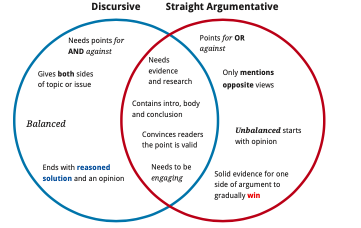 Discursive
Straight Argumentative
Needs points for
AND against
Gives both sides
of topic or issue
Balanced
Ends with reasoned
solution and an opinion
Needs
evidence
and research
Contains intro, body
and conclusion
Convinces readers
the point is valid
Needs to be
engaging
Points for OR
against
Only mentions
opposite views
Unbalanced starts
with opinion
Solid evidence for one
side of argument to
gradually win